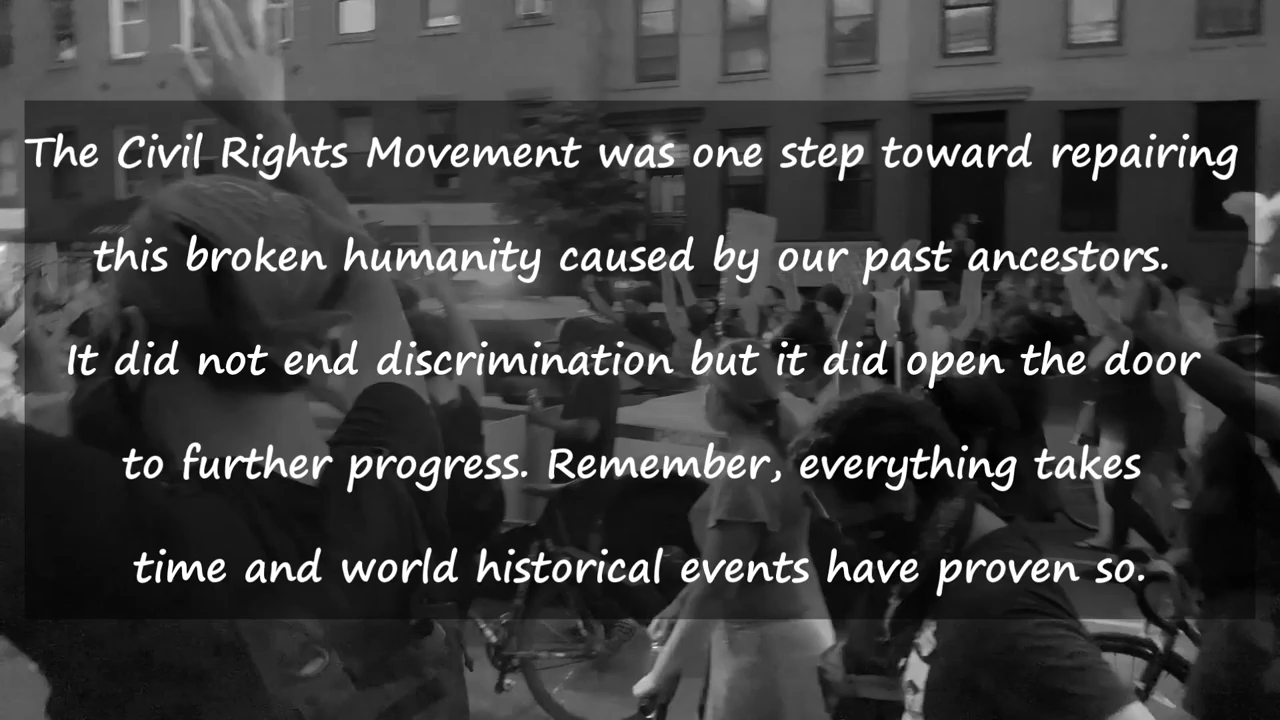 The Civil Rights Movement was one step toward repairing
this broken humanity caused by our past ancestors.
It did not end discrimination but it did open the door
to further progress. Remember, everything takes
time and world historical events have proven so.